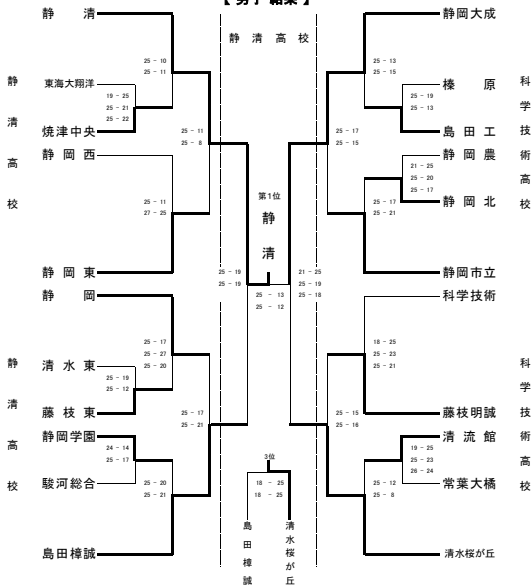 【男子 結果】
静清高校
静清
25 - 10
25 - 11
東海大翔洋
19 - 25
25 - 21
25 - 22
焼津中央
25 - 11
25 - 8
静岡西
25 - 11
27 - 25
静岡東
静清高校
静岡
25 - 17
25 - 27
25 - 20
清水東
25 - 19
25 - 12
藤枝東
25 - 17
25 - 21
静岡学園
24 - 14
25 - 17
駿河総合
25 - 20
25 - 21
島田樟誠
静清高校
第1位
静清
25 - 19
25 - 19
25 - 13
25 - 12
21 - 25
25 - 19
25 - 18
3位
18 - 25
18 - 25
島田樟誠
清水桜が丘
静岡大成
25 - 13
25 - 15
榛原
25 - 19
25 - 13
島田工
25 - 17
25 - 15
静岡農
21 - 25
25 - 20
25 - 17
静岡北
25 - 17
25 - 21
静岡市立
科学技術高校
科学技術
18 - 25
25 - 23
25 - 21
藤枝明誠
25 - 15
25 - 16
清流館
19 - 25
25 - 23
26 - 24
常葉大橘
25 - 12
25 - 8
清水桜が丘
科学技術高校